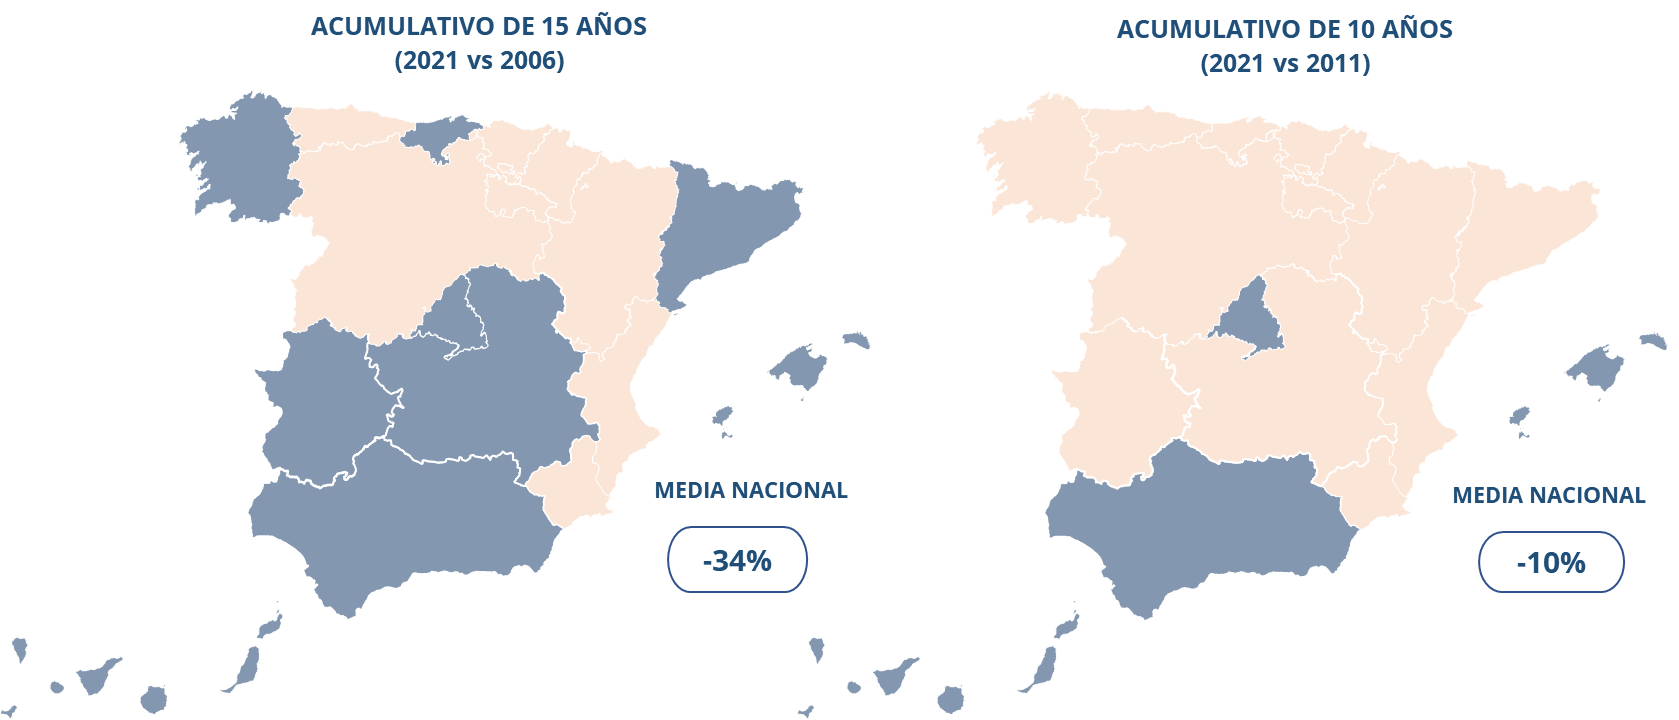 ACUMULATIVO DE 15 AÑOS
(2021 vs 2006)
MEDIA NACIONAL
-34%
ACUMULATIVO DE 10 AÑOS
(2021 vs 2011)
MEDIA NACIONAL
-10%